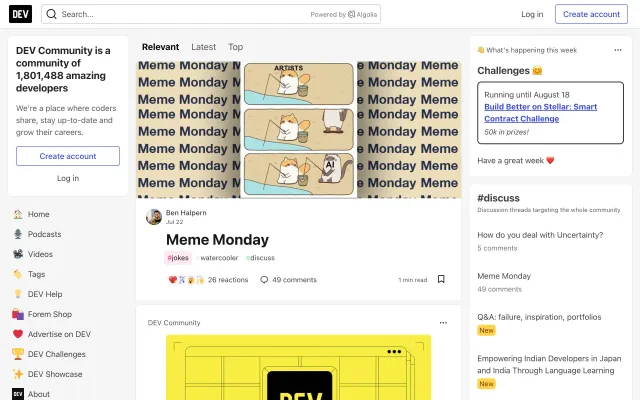 DEV
Search...
Powered by Algolia
Log in
Create account
DEV Community is a
community of
1,801,488 amazing
developers
We're a place where coders
share, stay up-to-date and
grow their careers.
Create account
Log in
Home
Podcasts
Videos
Tags
DEV Help
Forem Shop
Advertise on DEV
DEV Challenges
DEV Showcase
DEV
About
Relevant
Latest
Top
Meme Monday Meme Monday Meme Monday Meme
ARTISTS
AI
Ben Halpern
Jul 22
Meme Monday
#jokes
#watercooler
#discuss
26 reactions
49 comments
1 min read
DEV Community
DEV
👋 What's happening this week
Challenges 🤗
Running until August 18
Build Better on Stellar: Smart
Contract Challenge
50k in prizes!
Have a great week ❤️
#discuss
Discussion threads targeting the whole community
How do you deal with Uncertainty?
5 comments
Meme Monday
49 comments
Q&A: failure, inspiration, portfolios
New
Empowering Indian Developers in Japan
and India Through Language Learning
New